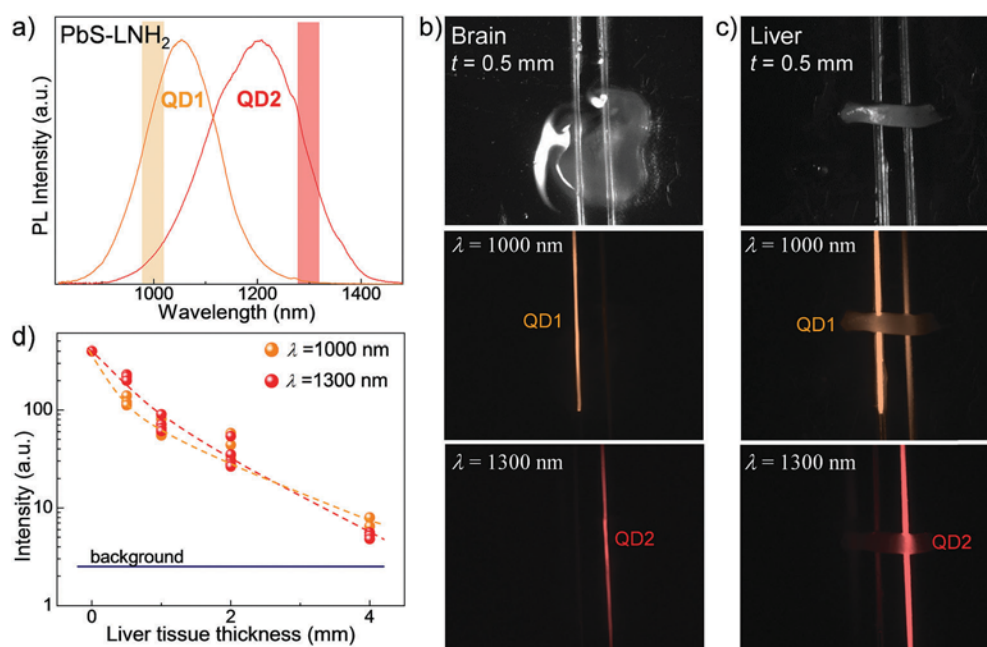 a)
PbS-LNH₂
QD1
QD2
PL Intensity (a.u.)
1000
1200
1400
Wavelength (nm)
b)
Brain
t = 0.5 mm
λ = 1000 nm
QD1
λ = 1300 nm
QD2
c)
Liver
t = 0.5 mm
λ = 1000 nm
QD1
λ = 1300 nm
QD2
d)
λ =1000 nm
λ =1300 nm
Intensity (a.u.)
100
10
1
background
0
2
4
Liver tissue thickness (mm)